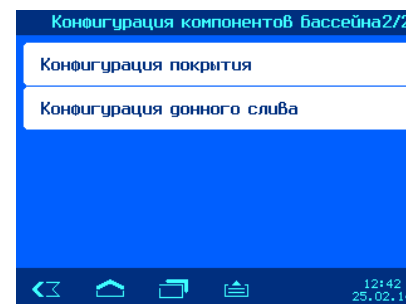 Конфигурация компонентов бассейна2/2
Конфигурация покрытия
Конфигурация донного слива
12:42
25.02.1